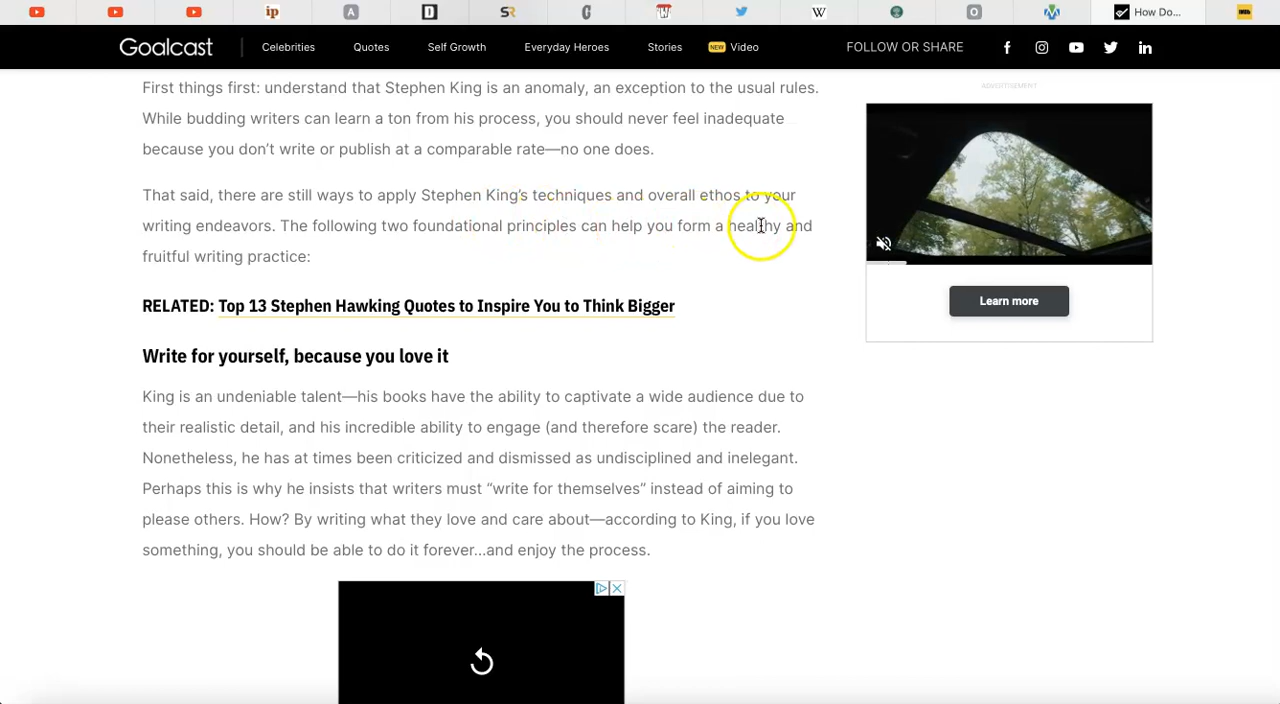 How Do...
Goalcast
Celebrities
Quotes
Self Growth
Everyday Heroes
Stories
NEW Video
FOLLOW OR SHARE
First things first: understand that Stephen King is an anomaly, an exception to the usual rules.
While budding writers can learn a ton from his process, you should never feel inadequate
because you don’t write or publish at a comparable rate—no one does.
That said, there are still ways to apply Stephen King’s techniques and overall ethos to your
writing endeavors. The following two foundational principles can help you form a healthy and
fruitful writing practice:
RELATED: Top 13 Stephen Hawking Quotes to Inspire You to Think Bigger
Write for yourself, because you love it
King is an undeniable talent—his books have the ability to captivate a wide audience due to
their realistic detail, and his incredible ability to engage (and therefore scare) the reader.
Nonetheless, he has at times been criticized and dismissed as undisciplined and inelegant.
Perhaps this is why he insists that writers must “write for themselves” instead of aiming to
please others. How? By writing what they love and care about—according to King, if you love
something, you should be able to do it forever...and enjoy the process.
ADVERTISEMENT
Learn more